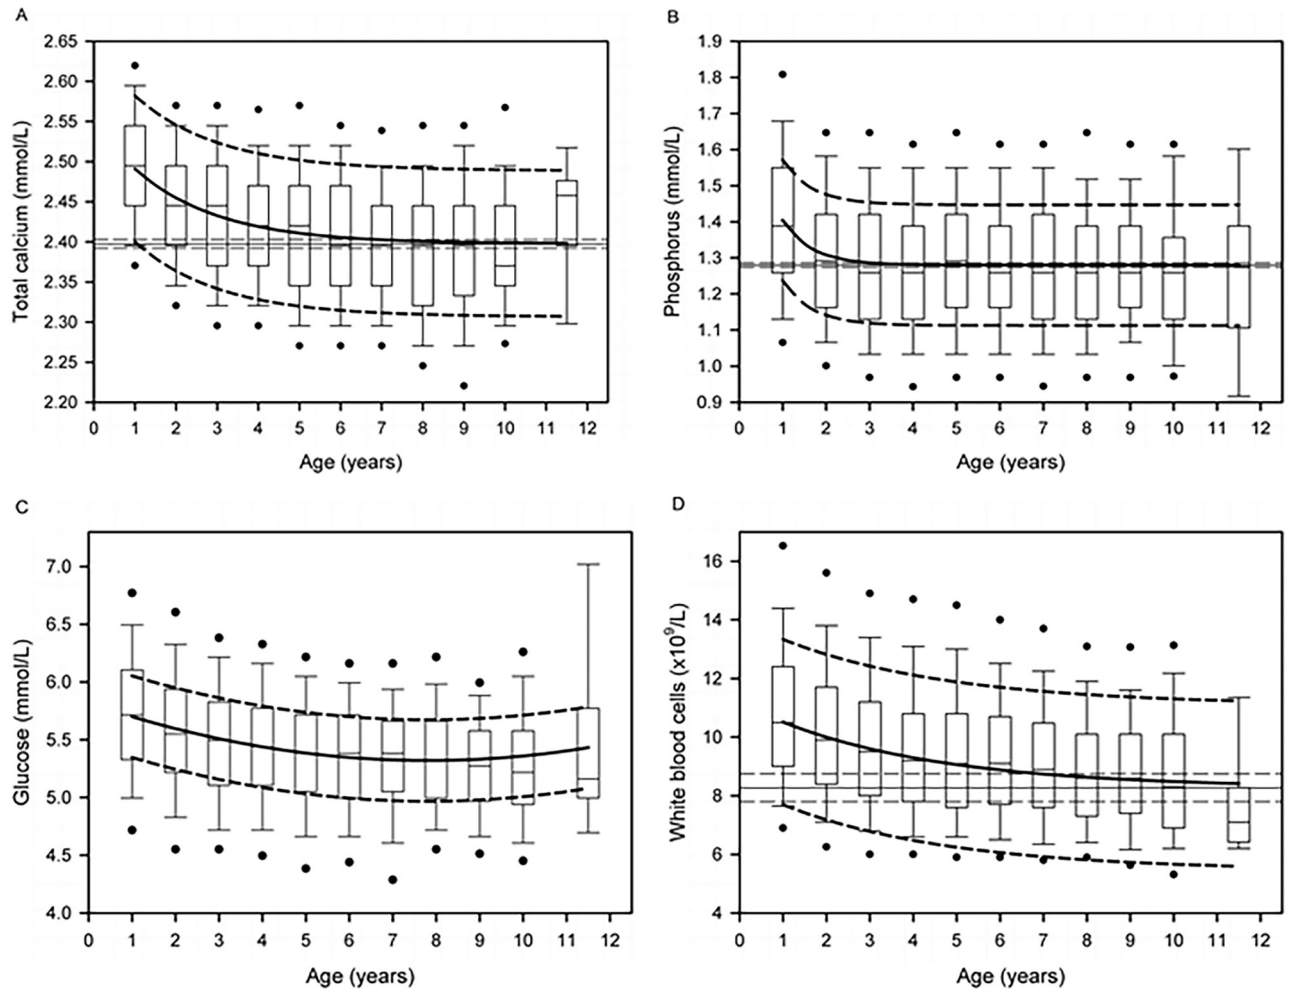 A
2.65
2.60
2.55
2.50
2.45
2.40
2.35
2.30
2.25
2.20
Total calcium (mmol/L)
0 1 2 3 4 5 6 7 8 9 10 11 12
Age (years)
B
1.9
1.8
1.7
1.6
1.5
1.4
1.3
1.2
1.1
1.0
0.9
Phosphorus (mmol/L)
0 1 2 3 4 5 6 7 8 9 10 11 12
Age (years)
C
7.0
6.5
6.0
5.5
5.0
4.5
4.0
Glucose (mmol/L)
0 1 2 3 4 5 6 7 8 9 10 11 12
Age (years)
D
16
14
12
10
8
6
4
White blood cells (x10⁹/L)
0 1 2 3 4 5 6 7 8 9 10 11 12
Age (years)